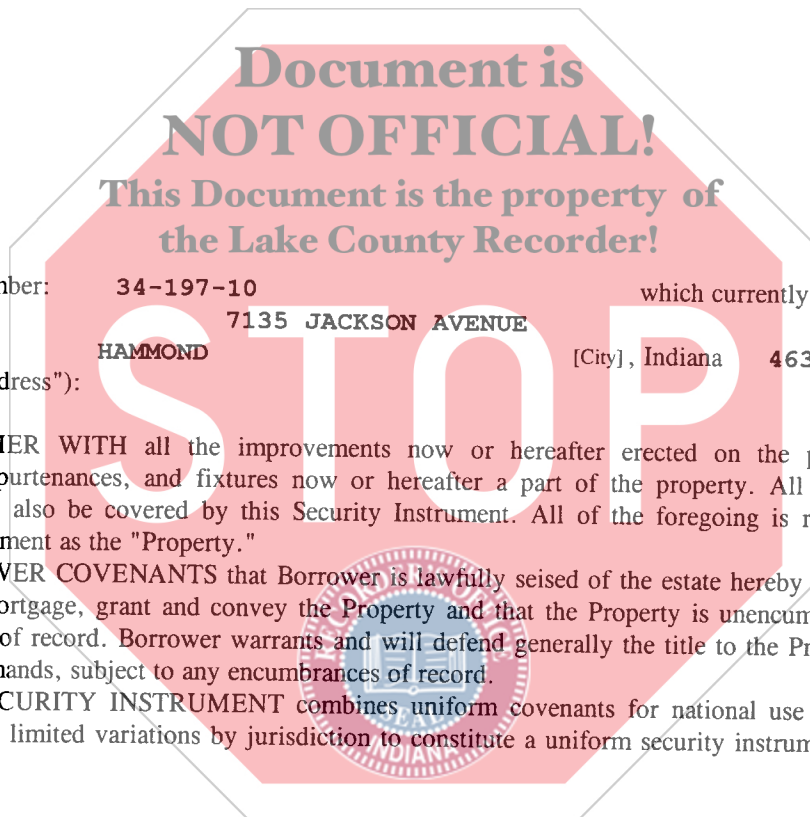 Document is
NOT OFFICIAL!
This Document is the property of
the Lake County Recorder!
nber: 34-197-10 which currently
7135 JACKSON AVENUE
HAMMOND [City] , Indiana 463
dress"):
STOP
IER WITH all the improvements now or hereafter erected on the p
purtenances, and fixtures now or hereafter a part of the property. All
also be covered by this Security Instrument. All of the foregoing is r
ment as the "Property."
VER COVENANTS that Borrower is lawfully seised of the estate hereby
ortgage, grant and convey the Property and that the Property is unencum
of record. Borrower warrants and will defend generally the title to the Pr
nands, subject to any encumbrances of record.
CURITY INSTRUMENT combines uniform covenants for national use
limited variations by jurisdiction to constitute a uniform security instrum
RECORDER'S OFFICE
SEAL
INDIANA